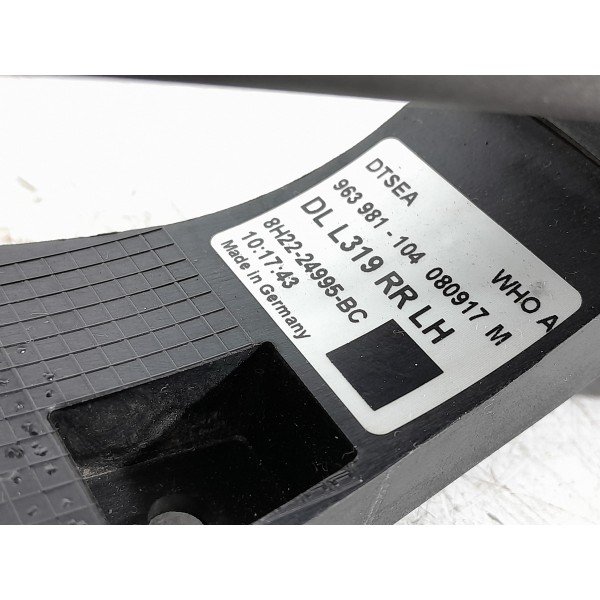 DTSEA
WHO A
963 981 - 104 080917 M
DL L319 RR LH
8H22-24995-BC
10:17:43
Made in Germany